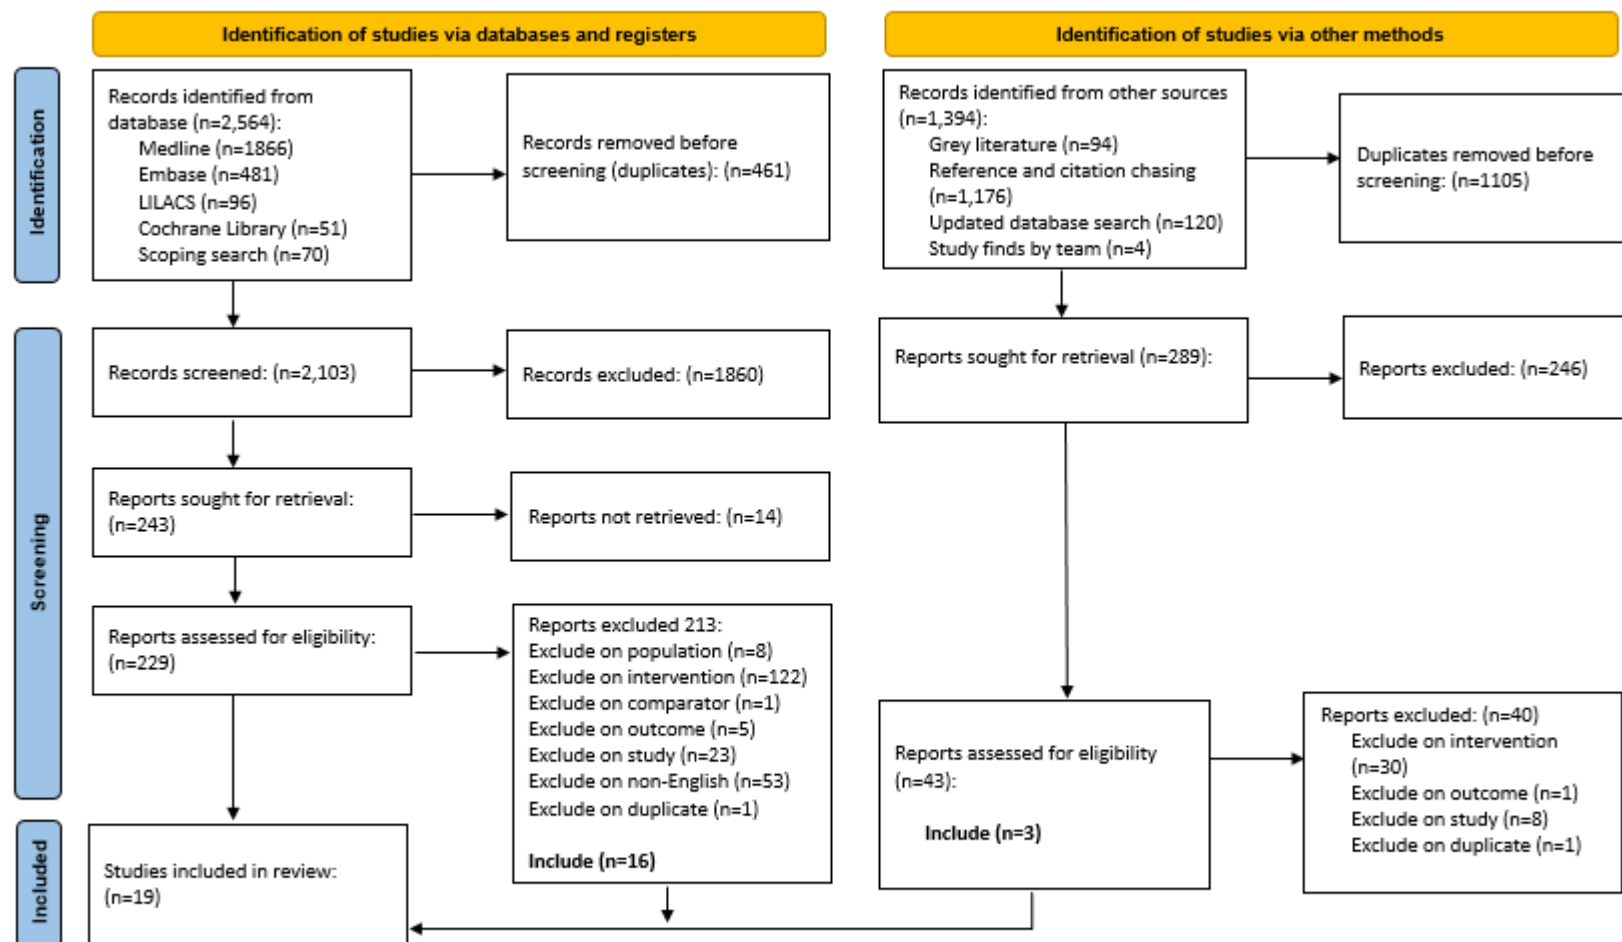 Identification of studies via databases and registers
Identification of studies via other methods
Identification
Records identified from
database (n=2,564):
Medline (n=1866)
Embase (n=481)
LILACS (n=96)
Cochrane Library (n=51)
Scoping search (n=70)
Records removed before
screening (duplicates): (n=461)
Records identified from other sources
(n=1,394):
Grey literature (n=94)
Reference and citation chasing
(n=1,176)
Updated database search (n=120)
Study finds by team (n=4)
Duplicates removed before
screening: (n=1105)
Screening
Records screened: (n=2,103)
Records excluded: (n=1860)
Reports sought for retrieval (n=289):
Reports excluded: (n=246)
Reports sought for retrieval:
(n=243)
Reports not retrieved: (n=14)
Reports assessed for eligibility:
(n=229)
Reports excluded 213:
Exclude on population (n=8)
Exclude on intervention (n=122)
Exclude on comparator (n=1)
Exclude on outcome (n=5)
Exclude on study (n=23)
Exclude on non-English (n=53)
Exclude on duplicate (n=1)
Include (n=16)
Reports assessed for eligibility
(n=43):
Include (n=3)
Reports excluded: (n=40)
Exclude on intervention
(n=30)
Exclude on outcome (n=1)
Exclude on study (n=8)
Exclude on duplicate (n=1)
Included
Studies included in review:
(n=19)